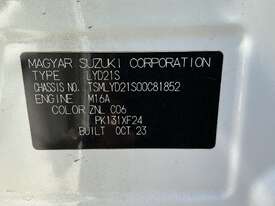 MAGYAR SUZUKI CORPORATION
TYPE LYD21S
CHASSIS NO. TSMLYD21S00C81852
ENGINE M16A
COLOR ZNL C06
PK131XF24
BUILT OCT 23